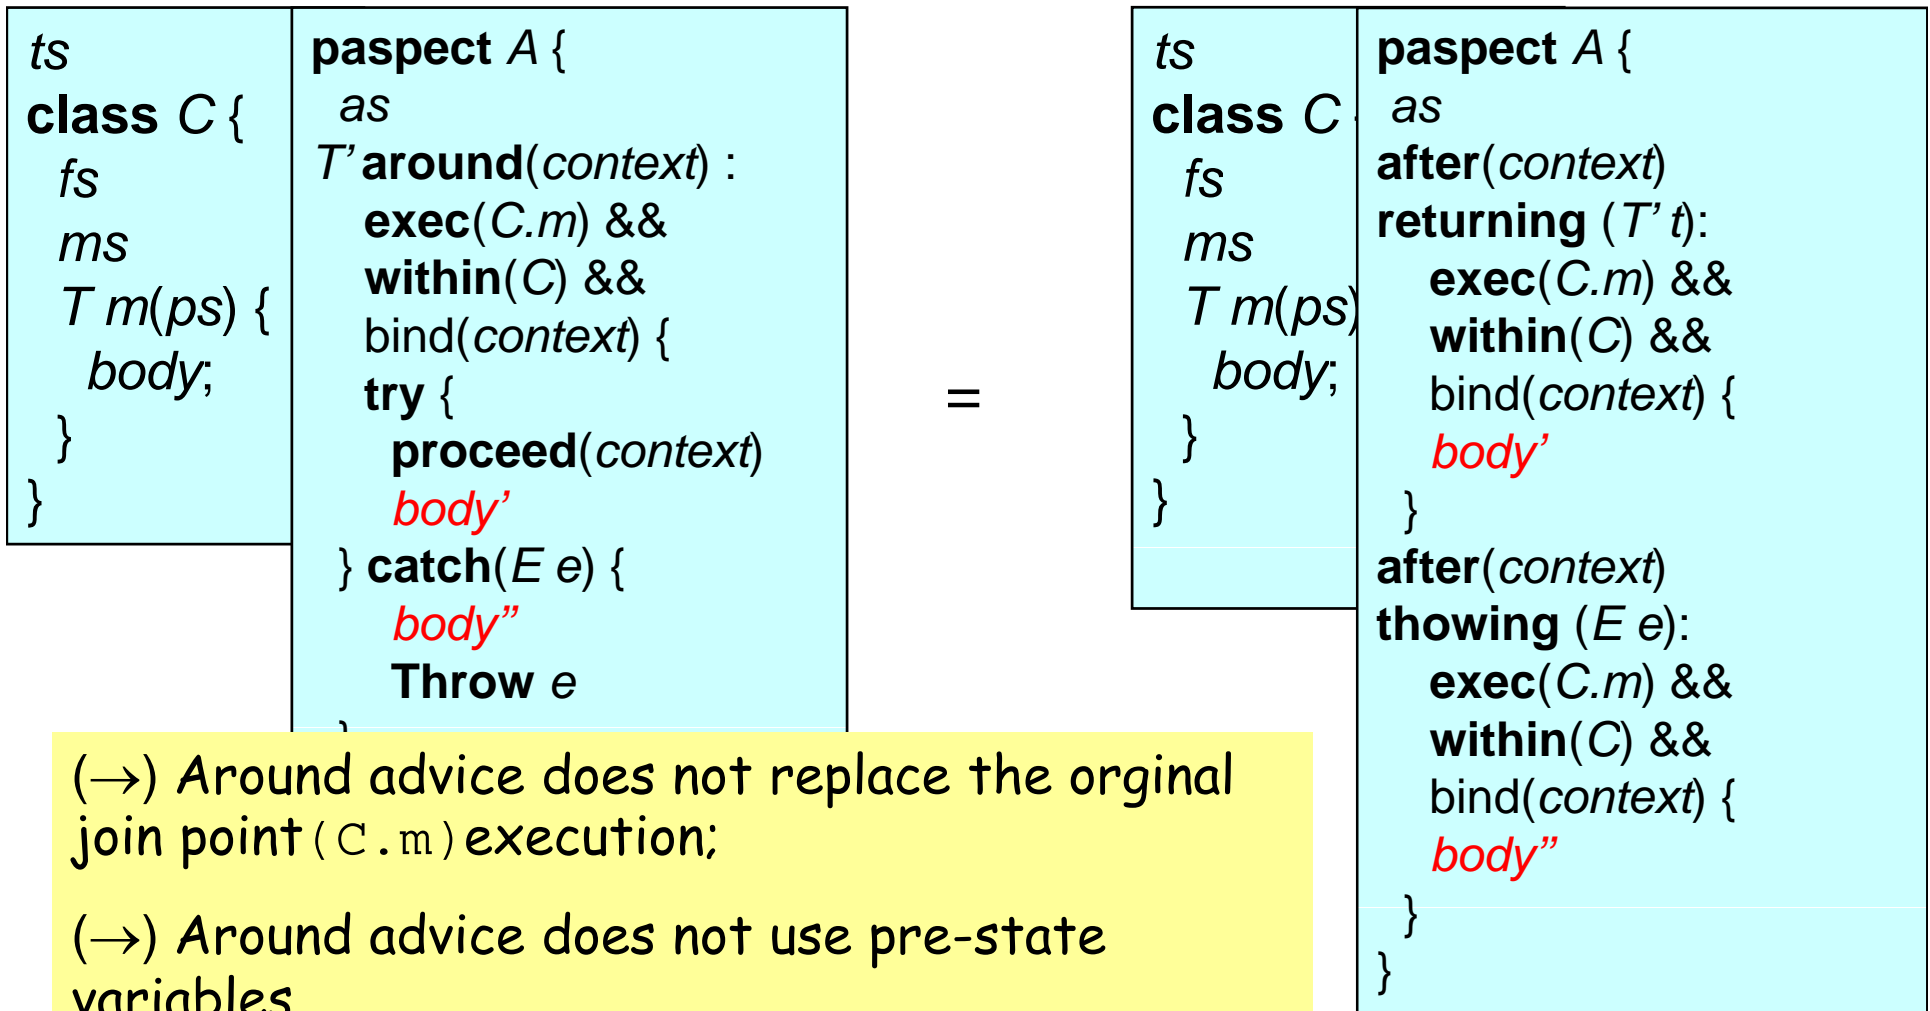 ts
class C {
fs
ms
T m(ps) {
body;
}
}
paspect A {
as
T’ around(context) :
exec(C.m) &&
within(C) &&
bind(context) {
try {
proceed(context)
body’
} catch(E e) {
body”
Throw e
}
=
ts
class C
fs
ms
T m(ps)
body;
}
}
paspect A {
as
after(context)
returning (T’ t):
exec(C.m) &&
within(C) &&
bind(context) {
body’
}
after(context)
thowing (E e):
exec(C.m) &&
within(C) &&
bind(context) {
body”
}
}
(→) Around advice does not replace the orginal
join point(C.m)execution;
(→) Around advice does not use pre-state
variables